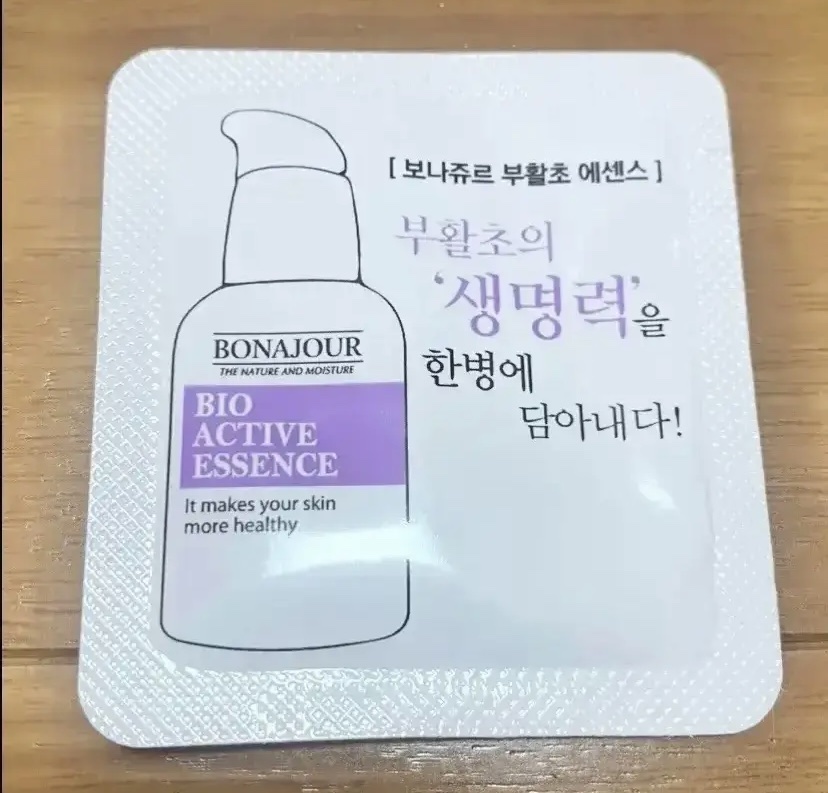 [ 보나쥬르 부활초 에센스 ]
부활초의
‘생명력’을
한병에
담아내다!
BONAJOUR
THE NATURE AND MOISTURE
BIO
ACTIVE
ESSENCE
It makes your skin
more healthy